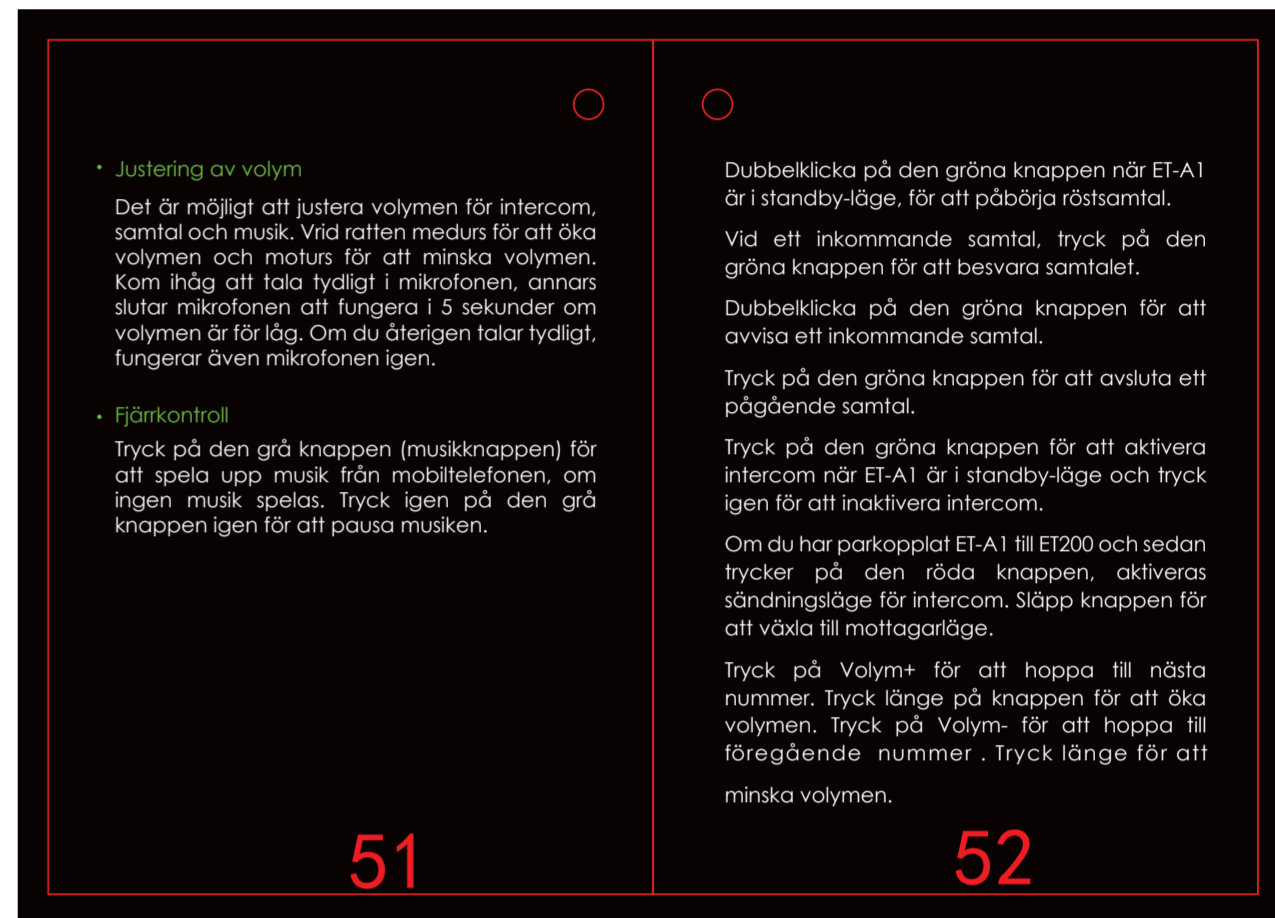 • Justering av volym
Det är möjligt att justera volymen för intercom,
samtal och musik. Vrid ratten medurs för att öka
volymen och moturs för att minska volymen.
Kom ihåg att tala tydligt i mikrofonen, annars
slutar mikrofonen att fungera i 5 sekunder om
volymen är för låg. Om du återigen talar tydligt,
fungerar även mikrofonen igen.
• Fjärrkontroll
Tryck på den grå knappen (musikknappen) för
att spela upp musik från mobiltelefonen, om
ingen musik spelas. Tryck igen på den grå
knappen igen för att pausa musiken.
51
Dubbelklicka på den gröna knappen när ET-A1
är i standby-läge, för att påbörja röstsamtal.
Vid ett inkommande samtal, tryck på den
gröna knappen för att besvara samtalet.
Dubbelklicka på den gröna knappen för att
avvisa ett inkommande samtal.
Tryck på den gröna knappen för att avsluta ett
pågående samtal.
Tryck på den gröna knappen för att aktivera
intercom när ET-A1 är i standby-läge och tryck
igen för att inaktivera intercom.
Om du har parkopplat ET-A1 till ET200 och sedan
trycker på den röda knappen, aktiveras
sändningsläge för intercom. Släpp knappen för
att växla till mottagarläge.
Tryck på Volym+ för att hoppa till nästa
nummer. Tryck länge på knappen för att öka
volymen. Tryck på Volym- för att hoppa till
föregående nummer . Tryck länge för att
minska volymen.
52